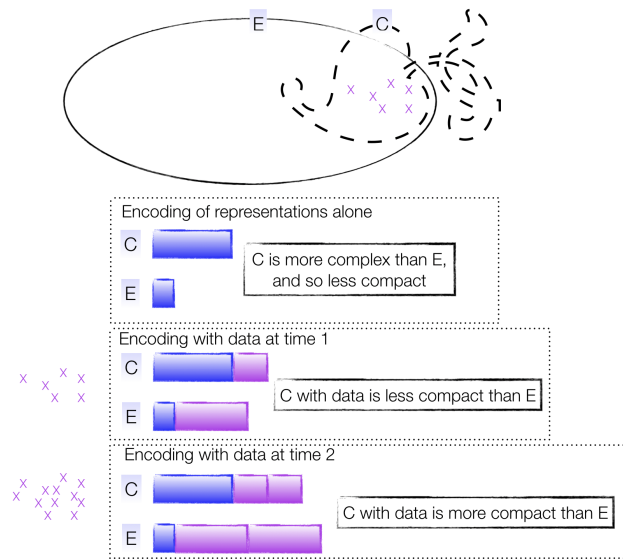 E
C
Encoding of representations alone
C
C is more complex than E,
and so less compact
E
Encoding with data at time 1
C
C with data is less compact than E
E
Encoding with data at time 2
C
C with data is more compact than E
E